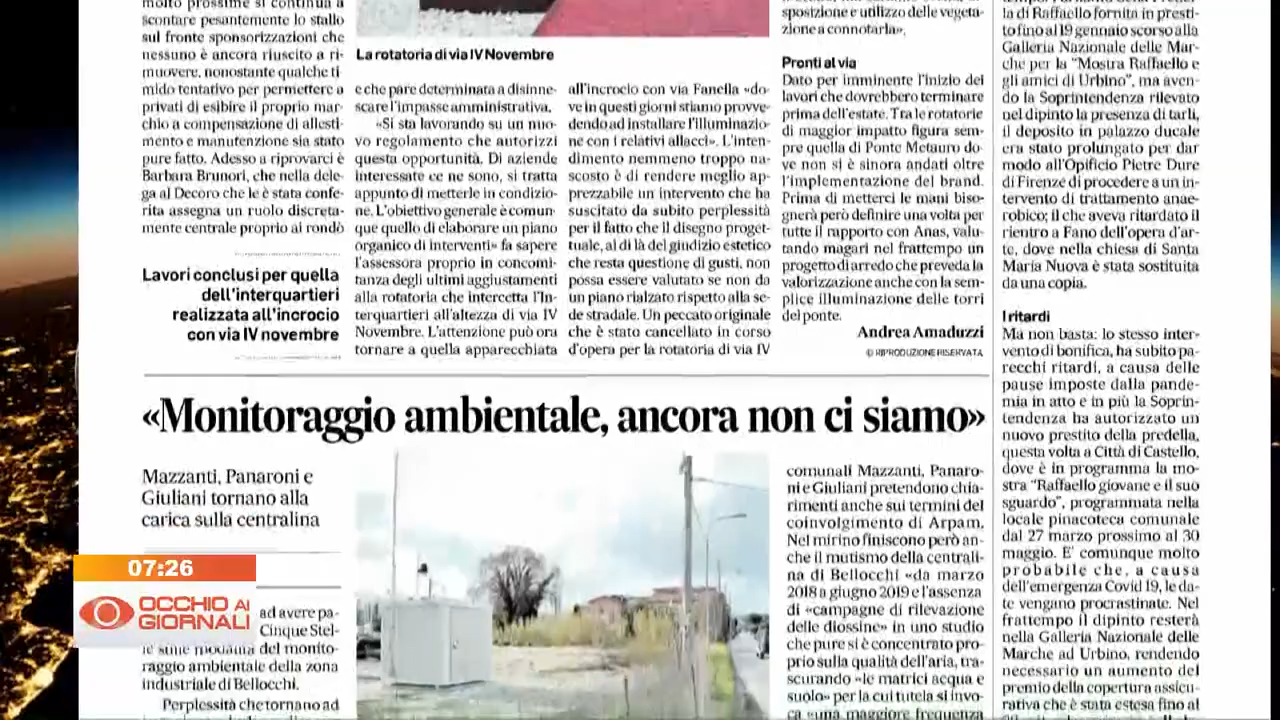 molto prossime si continua a
scontare pesantemente lo stallo
sul fronte sponsorizzazioni che
nessuno è ancora riuscito a ri-
muovere, nonostante qualche ti-
mido tentativo per permettere a
privati di esibire il proprio mar-
chio a compensazione di allesti-
mento e manutenzione sia stato
pure fatto. Adesso a riprovarci è
Barbara Brunori, che nella dele-
ga al Decoro che le è stata confe-
rita assegna un ruolo discreta-
mente centrale proprio ai rondò
Lavori conclusi per quella
dell'interquartieri
realizzata all'incrocio
con via IV novembre
La rotatoria di via IV Novembre
e che pare determinata a disinne-
scare l'impasse amministrativa.
«Si sta lavorando su un nuo-
vo regolamento che autorizzi
questa opportunità. Di aziende
interessate ce ne sono, si tratta
appunto di metterle in condizio-
ne. L'obiettivo generale è comun-
que quello di elaborare un piano
organico di interventi» fa sapere
l'assessora proprio in concomi-
tanza degli ultimi aggiustamenti
alla rotatoria che intercetta l'In-
terquartieri all'altezza di via IV
Novembre. L'attenzione può ora
tornare a quella apparecchiata
all'incrocio con via Fanella «do-
ve in questi giorni stiamo provve-
dendo ad installare l'illuminazio-
ne con i relativi allacci». L'inten-
dimento nemmeno troppo na-
scosto è di rendere meglio ap-
prezzabile un intervento che ha
suscitato da subito perplessità
per il fatto che il disegno proget-
tuale, al di là del giudizio estetico
che resta questione di gusti, non
possa essere valutato se non da
un piano rialzato rispetto alla se-
de stradale. Un peccato originale
che è stato cancellato in corso
d'opera per la rotatoria di via IV
sposizione e utilizzo delle vegeta-
zione a connotarla».
Pronti al via
Dato per imminente l'inizio dei
lavori che dovrebbero terminare
prima dell'estate. Tra le rotatorie
di maggior impatto figura sem-
pre quella di Ponte Metauro do-
ve non si è sinora andati oltre
l'implementazione del brand.
Prima di metterci le mani biso-
gnerà però definire una volta per
tutte il rapporto con Anas, valu-
tando magari nel frattempo un
progetto di arredo che preveda la
valorizzazione anche con la sem-
plice illuminazione delle torri
del ponte.
Andrea Amaduzzi
© RIPRODUZIONE RISERVATA
la di Raffaello fornita in presti-
to fino al 19 gennaio scorso alla
Galleria Nazionale delle Mar-
che per la "Mostra Raffaello e
gli amici di Urbino", ma aven-
do la Soprintendenza rilevato
nel dipinto la presenza di tarli,
il deposito in palazzo ducale
era stato prolungato per dar
modo all'Opificio Pietre Dure
di Firenze di procedere a un in-
tervento di trattamento anae-
robico; il che aveva ritardato il
rientro a Fano dell'opera d'ar-
te, dove nella chiesa di Santa
Maria Nuova è stata sostituita
da una copia.
I ritardi
Ma non basta: lo stesso inter-
vento di bonifica, ha subito pa-
recchi ritardi, a causa delle
pause imposte dalla pande-
mia in atto e in più la Soprin-
tendenza ha autorizzato un
nuovo prestito della predella,
questa volta a Città di Castello,
dove è in programma la mo-
stra "Raffaello giovane e il suo
sguardo", programmata nella
locale pinacoteca comunale
dal 27 marzo prossimo al 30
maggio. E' comunque molto
probabile che, a causa
dell'emergenza Covid 19, le da-
te vengano procrastinate. Nel
frattempo il dipinto resterà
nella Galleria Nazionale delle
Marche ad Urbino, rendendo
necessario un aumento del
premio della copertura assicu-
rativa che è stata estesa fino al
«Monitoraggio ambientale, ancora non ci siamo»
Mazzanti, Panaroni e
Giuliani tornano alla
carica sulla centralina
ad avere pa-
Cinque Stel-
le sulle modalità del monito-
raggio ambientale della zona
industriale di Bellocchi.
Perplessità che tornano ad
comunali Mazzanti, Panaro-
ni e Giuliani pretendono chia-
rimenti anche sui termini del
coinvolgimento di Arpam.
Nel mirino finiscono però an-
che il mutismo della centrali-
na di Bellocchi «da marzo
2018 a giugno 2019 e l'assenza
di «campagne di rilevazione
delle diossine» in uno studio
che pure si è concentrato pro-
prio sulla qualità dell'aria, tra-
scurando «le matrici acqua e
suolo» per la cui tutela si invo-
ca «una maggiore frequenza
07:26
OCCHIO AI
GIORNALI